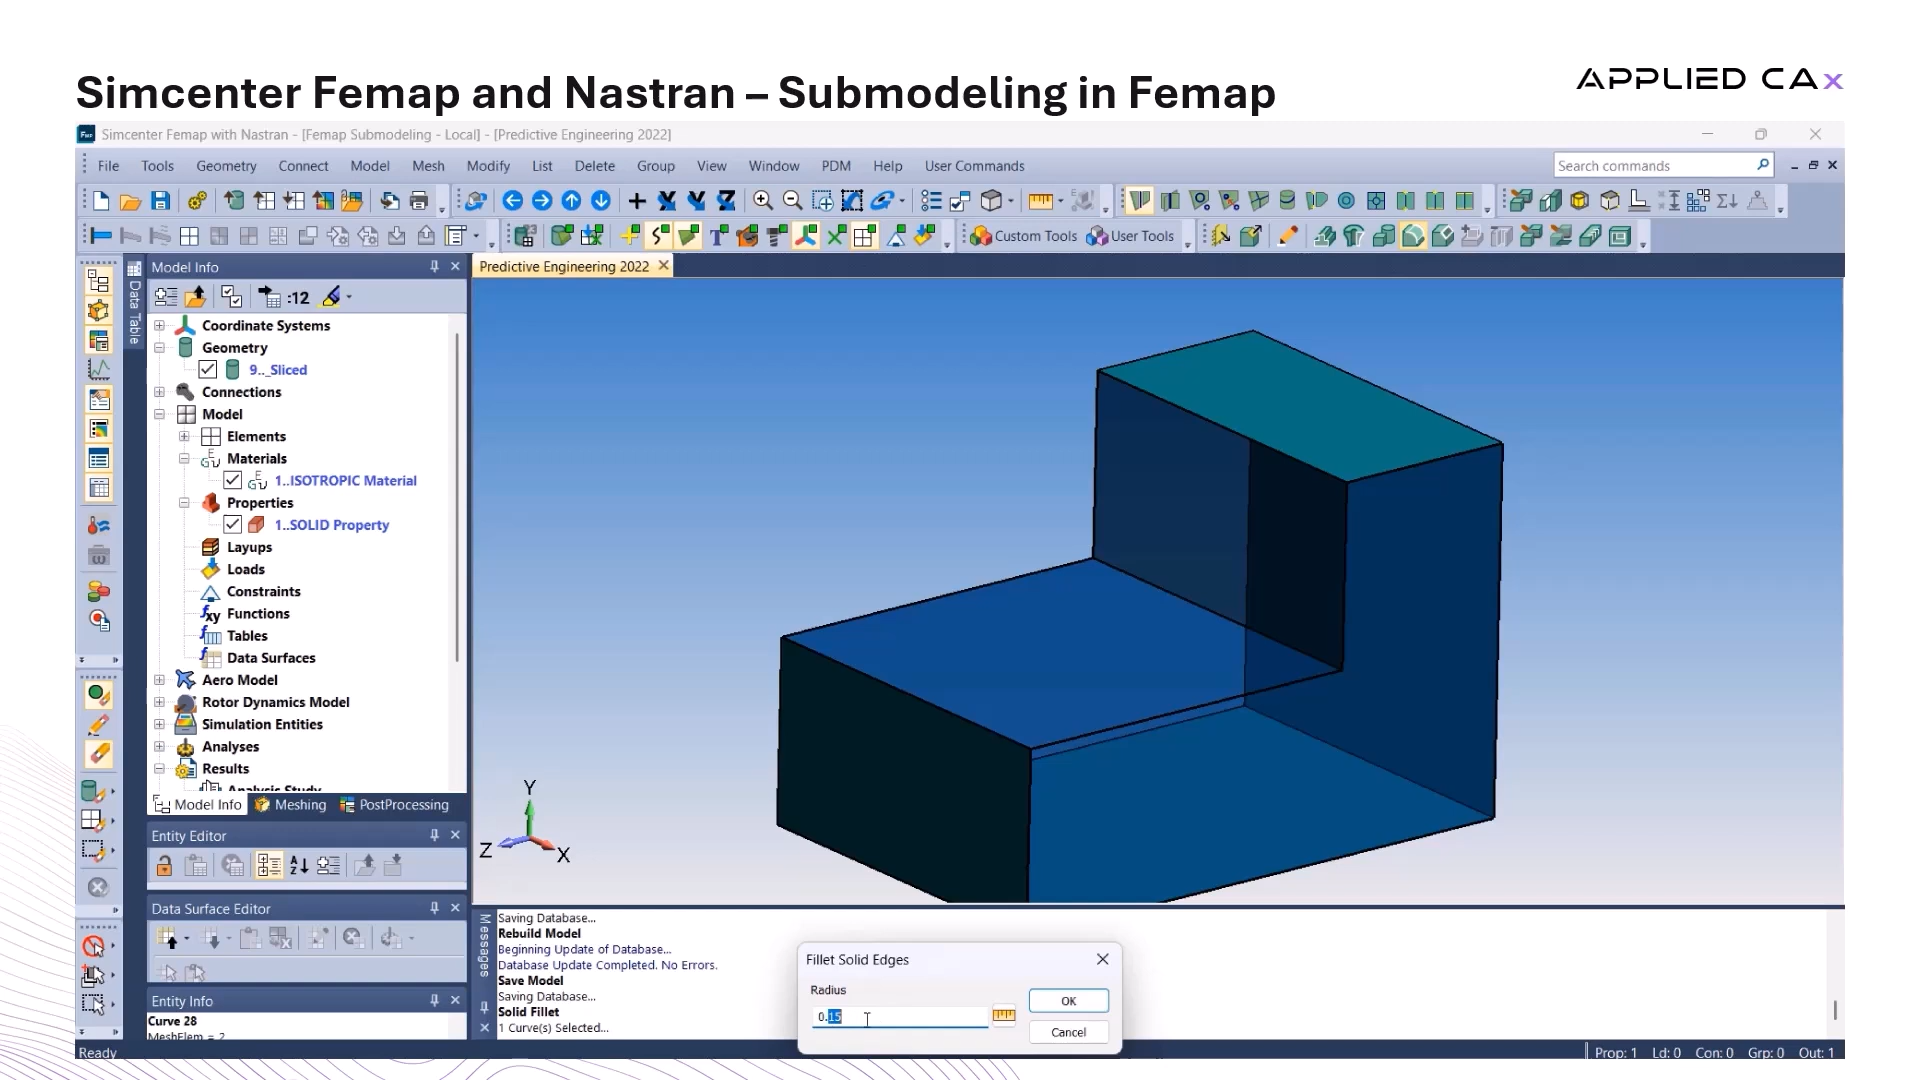 Simcenter Femap and Nastran – Submodeling in Femap
APPLIED CAx
Simcenter Femap with Nastran - [Femap Submodeling - Local] - [Predictive Engineering 2022]
File Tools Geometry Connect Model Mesh Modify List Delete Group View Window PDM Help User Commands
Search commands
Custom Tools User Tools
Model Info
Data Table
Predictive Engineering 2022
:12
Coordinate Systems
Geometry
9.._Sliced
Connections
Model
Elements
Materials
1..ISOTROPIC Material
Properties
1..SOLID Property
Layups
Loads
Constraints
Functions
Tables
Data Surfaces
Aero Model
Rotor Dynamics Model
Simulation Entities
Analyses
Results
Analysis Study
Model Info Meshing PostProcessing
Entity Editor
Data Surface Editor
Entity Info
Curve 28
MeshElem = 2
Y
Z
X
Messages
Saving Database...
Rebuild Model
Beginning Update of Database...
Database Update Completed. No Errors.
Save Model
Saving Database...
Solid Fillet
1 Curve(s) Selected...
Fillet Solid Edges
Radius
0.15
OK
Cancel
Ready
Prop: 1 Ld: 0 Con: 0 Grp: 0 Out: 1